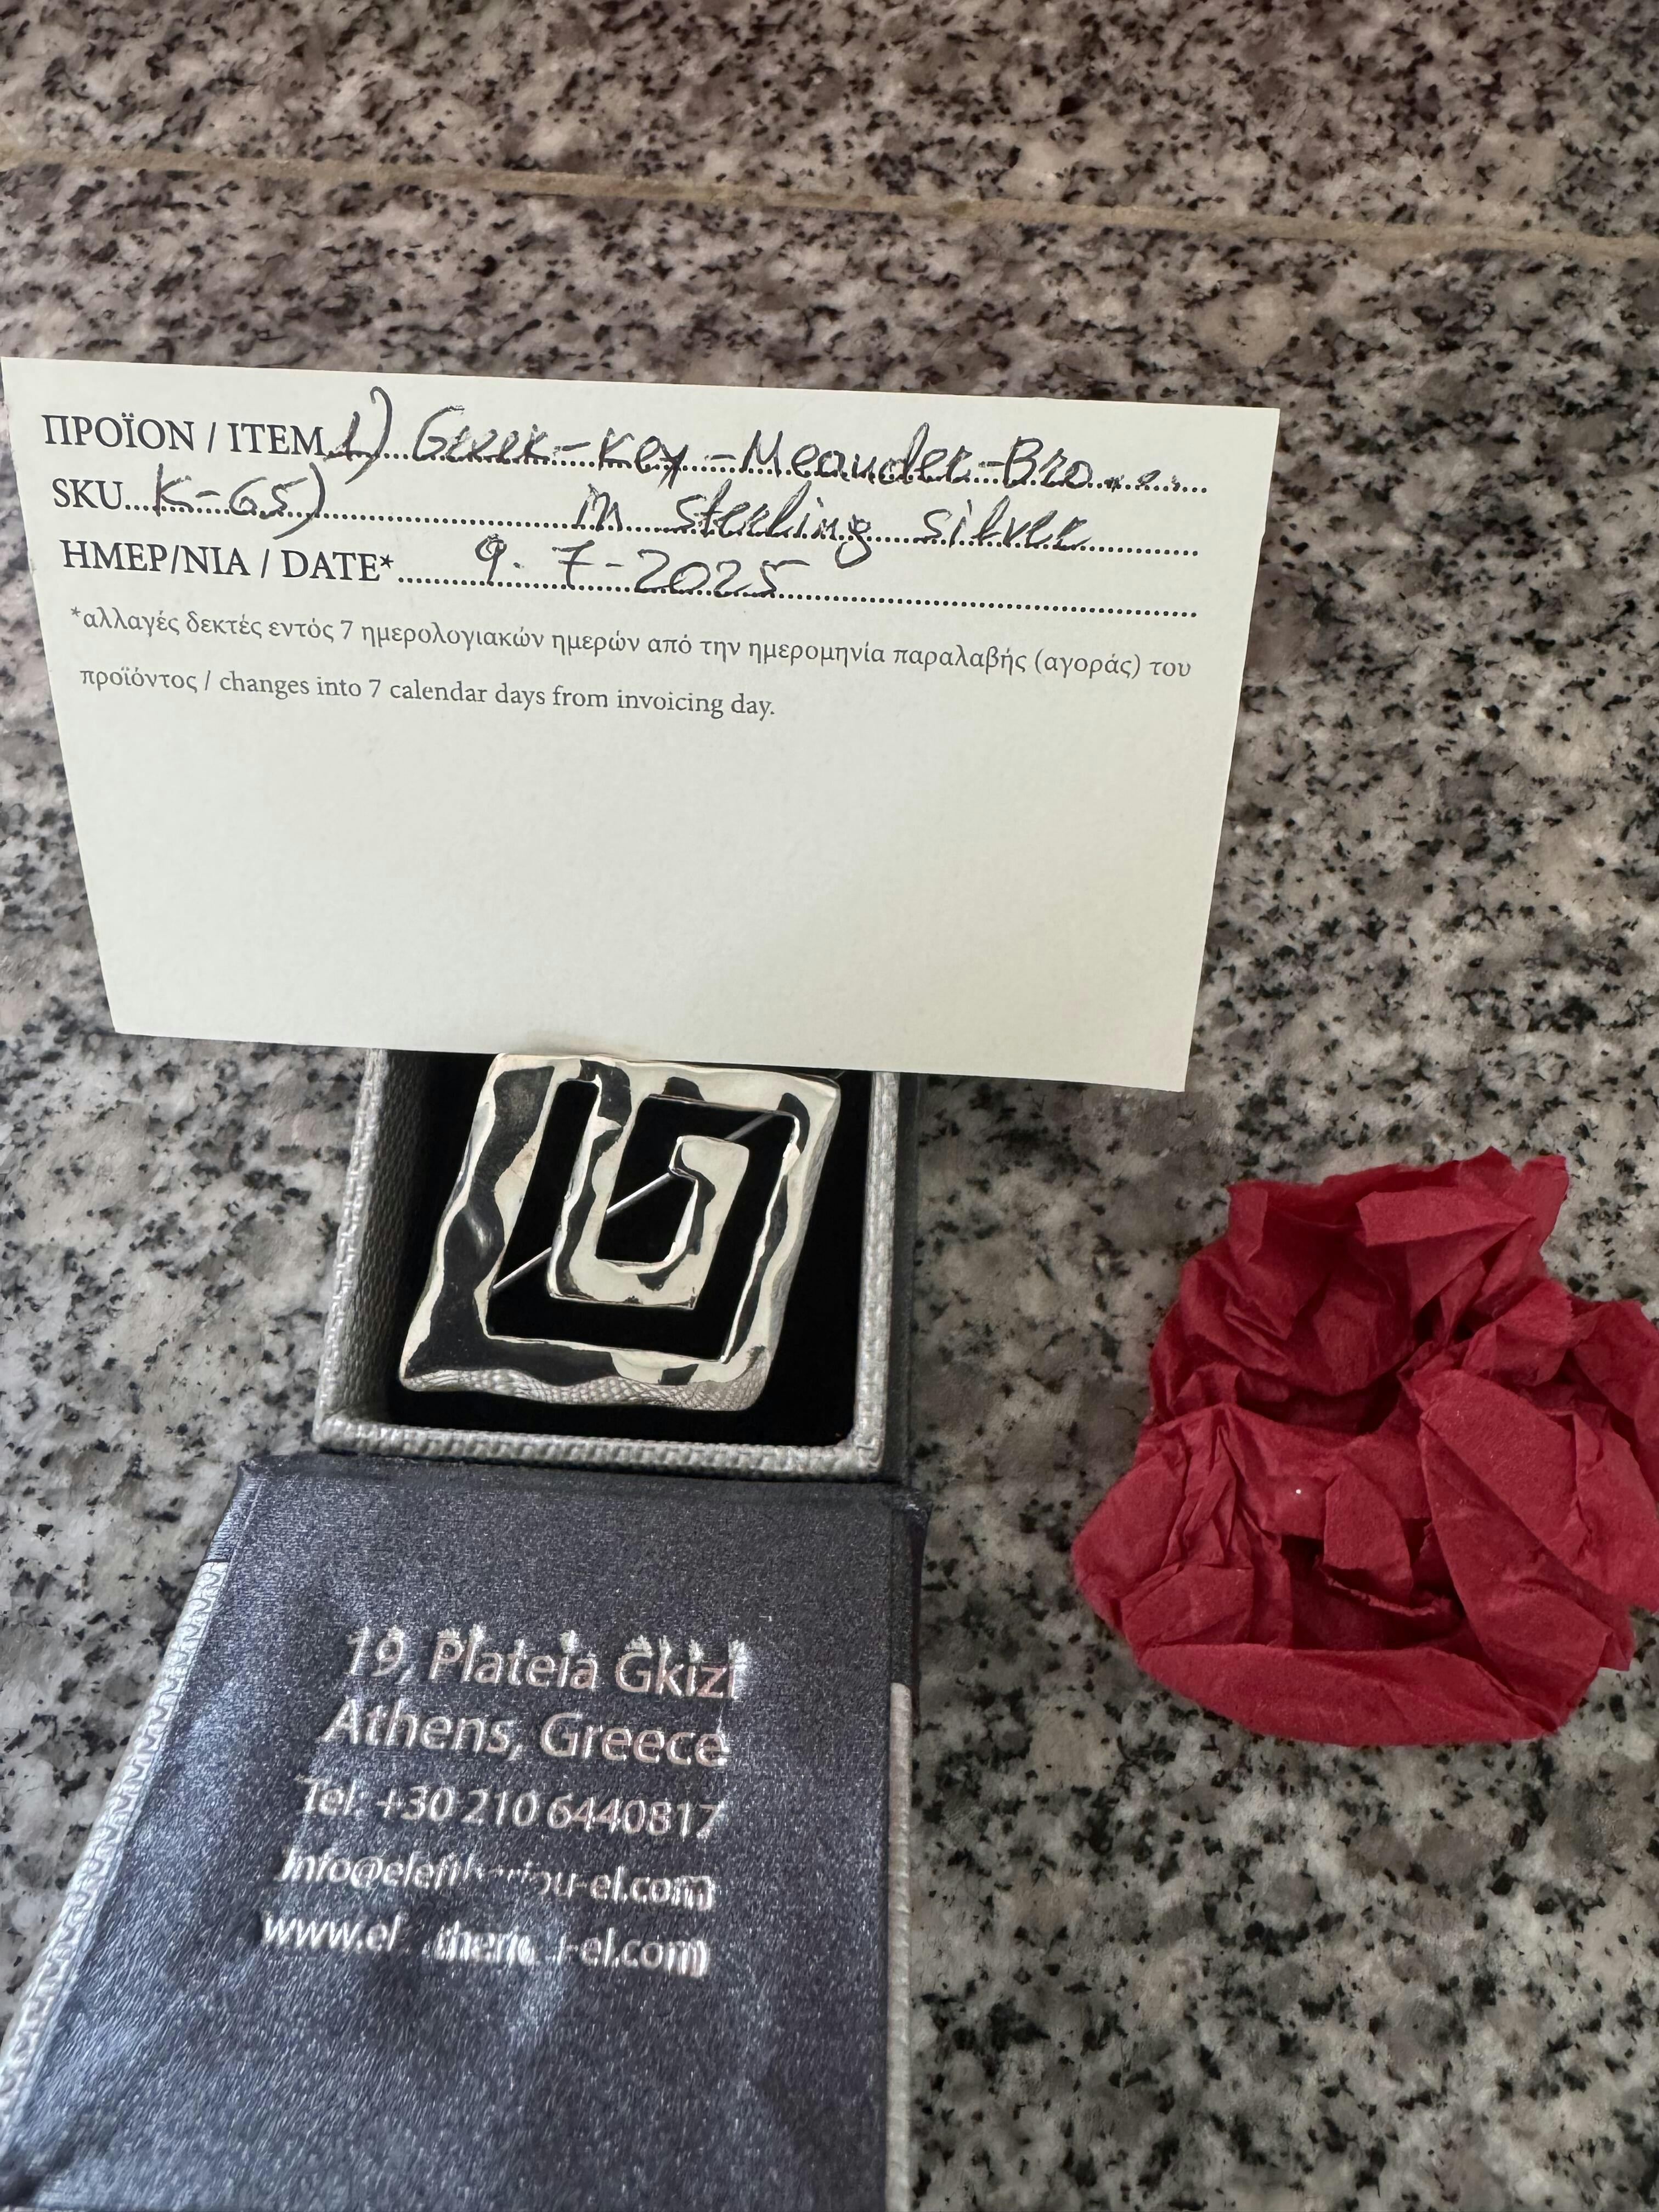 ΠΡΟΪΟΝ / ITEM 1) Greek-Key-Meander-
SKU K-65) in sterling silver
ΗΜΕΡ/ΝΙΑ / DATE* 9.7-2025
*αλλαγές δεκτές εντός 7 ημερολογιακών ημερών από την ημερομηνία παραλαβής (αγοράς) του
προϊόντος / changes into 7 calendar days from invoicing day.
19, Plateia Gkizi
Athens, Greece
Tel: +30 210 6440817